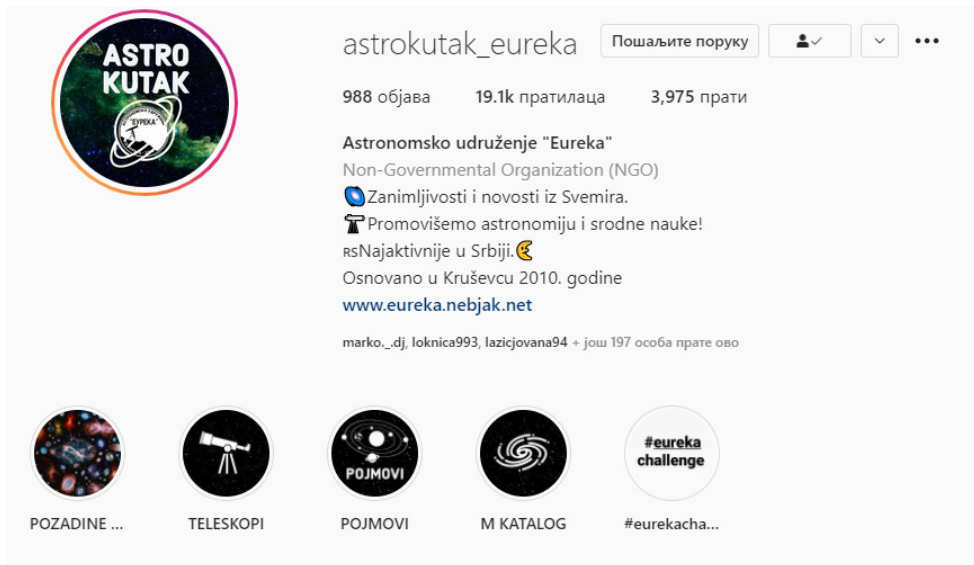 ASTRO
KUTAK
"ЕУРЕКА"
astrokutak_eureka Пошаљите поруку
988 објава 19.1k пратилаца 3,975 прати
Astronomsko udruženje "Eureka"
Non-Governmental Organization (NGO)
Zanimljivosti i novosti iz Svemira.
Promovišemo astronomiju i srodne nauke!
RSNajaktivnije u Srbiji.
Osnovano u Kruševcu 2010. godine
www.eureka.nebjak.net
marko._.dj, loknica993, lazicjovana94 + још 197 особа прате ово
POJMOVI
#eureka
challenge
POZADINE ... TELESKOPI POJMOVI M KATALOG #eurekacha...